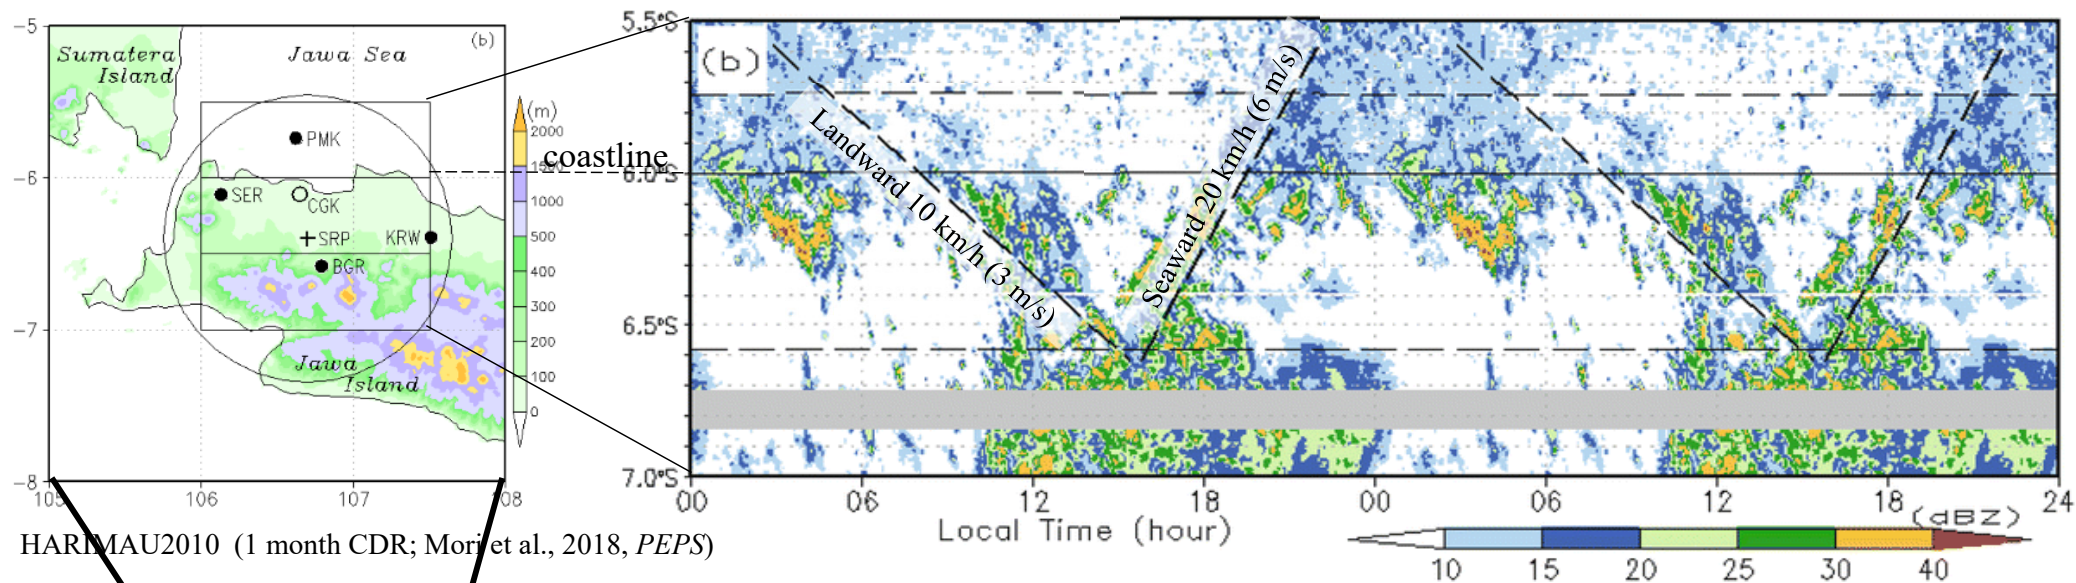 -5
Sumatera
Island
Jawa Sea
(b)
-6
-7
-8
105
106
107
108
PMK
SER
CGK
SRP
KRW
BGR
Jawa
Island
(m)
2000
1500
1000
500
400
300
200
100
0
coastline
HARIMAU2010 (1 month CDR; Mori et al., 2018, PEPS)
5.5°S
6.0°S
6.5°S
7.0°S
(b)
Landward 10 km/h (3 m/s)
Seaward 20 km/h (6 m/s)
00
06
12
18
00
06
12
18
24
Local Time (hour)
(dBZ)
10
15
20
25
30
40